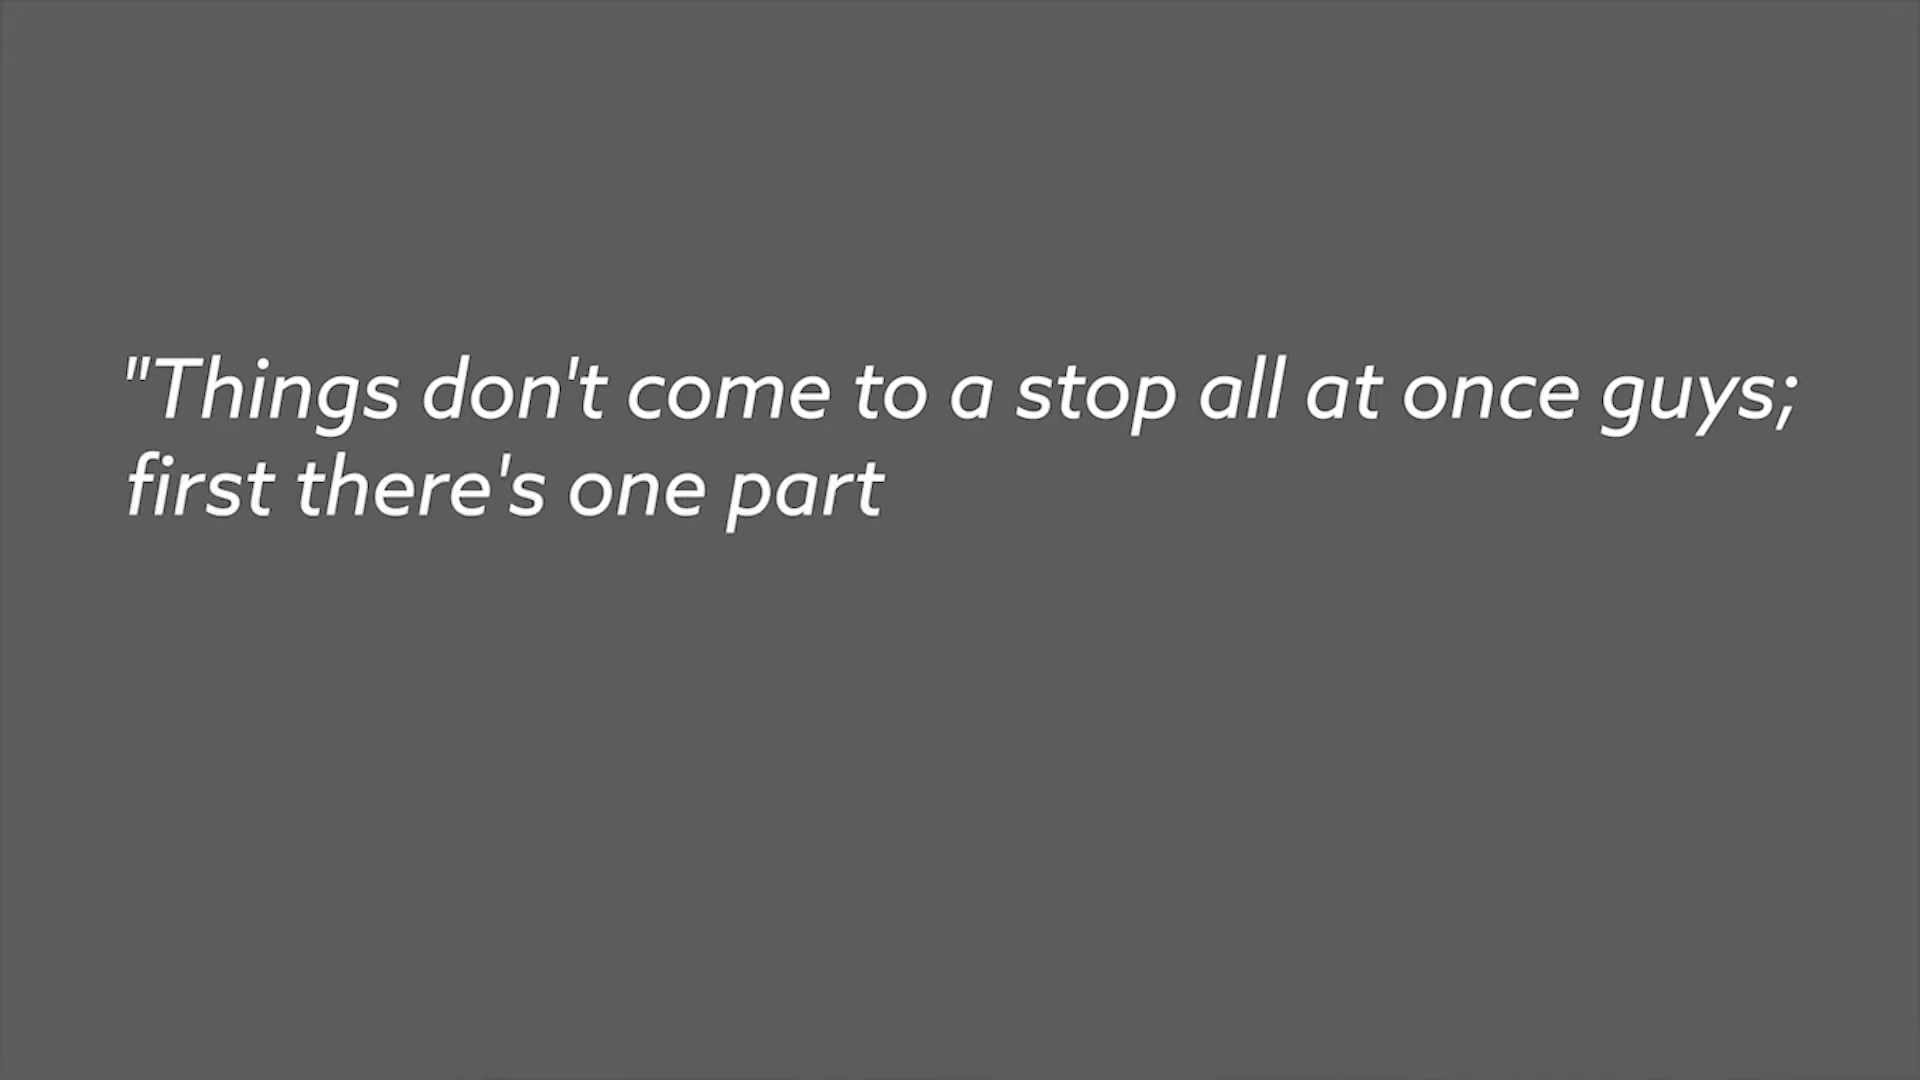 "Things don't come to a stop all at once guys;
first there's one part